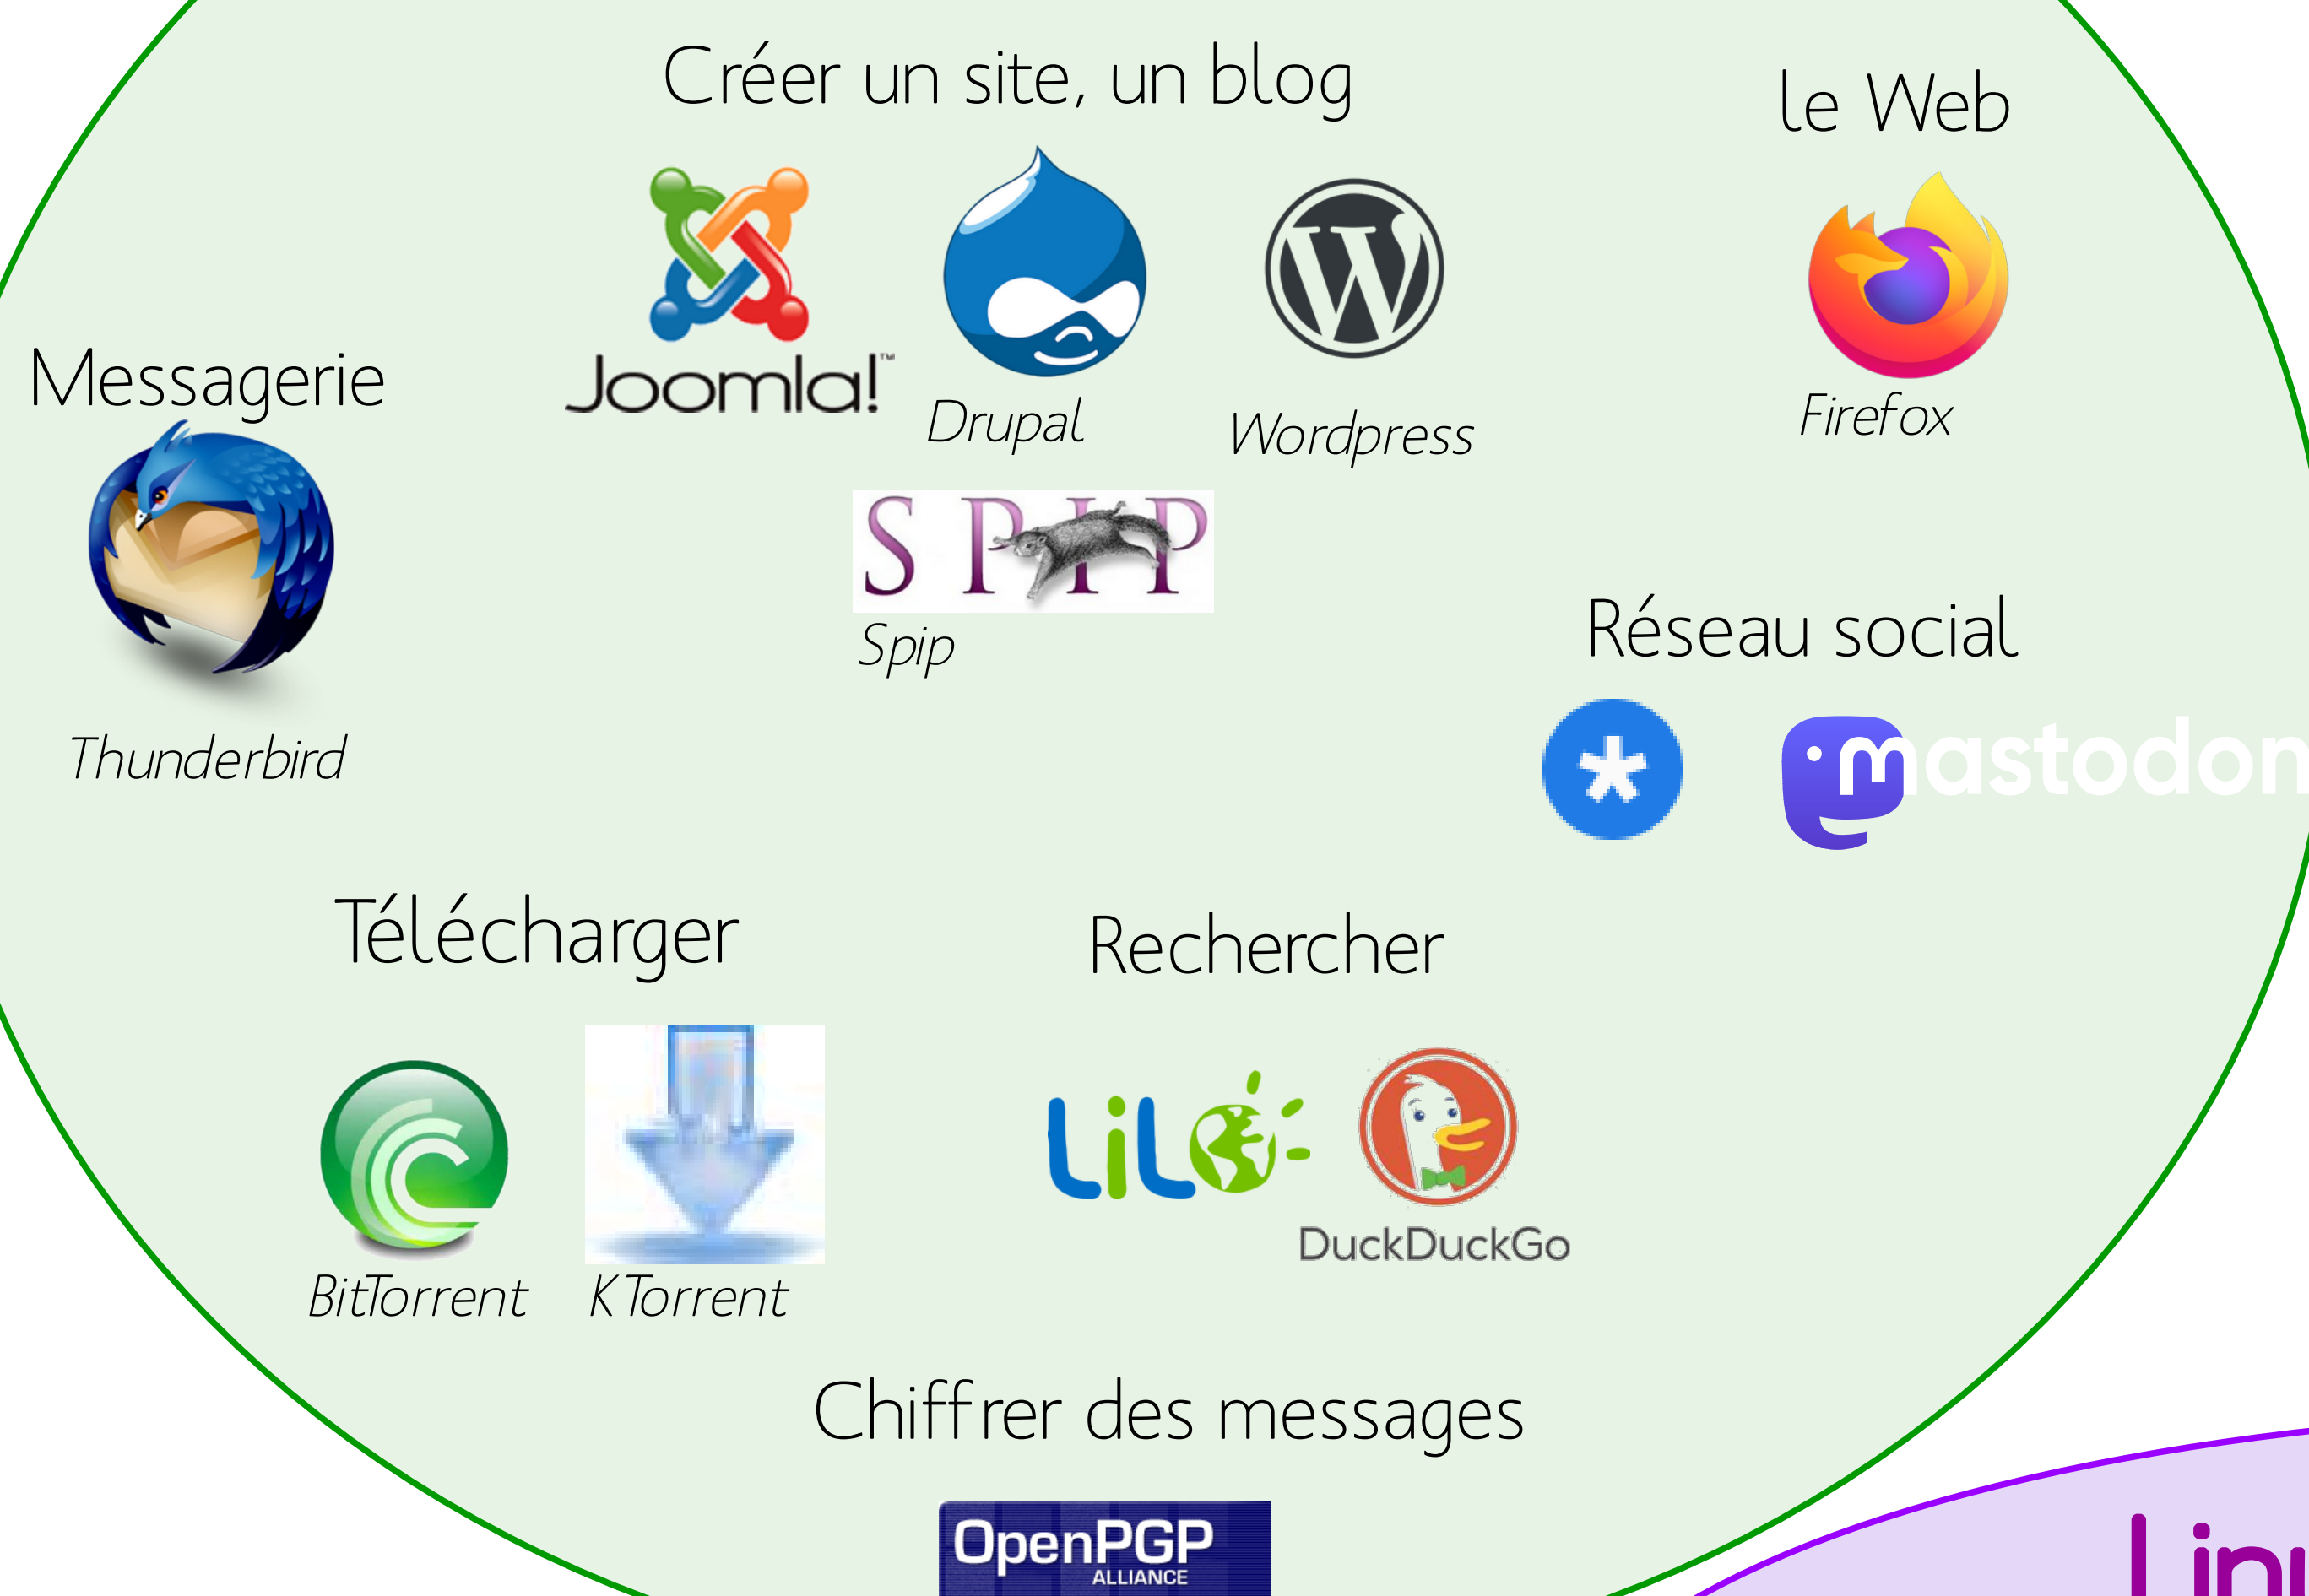 Créer un site, un blog
le Web
Joomla!™
Drupal
Wordpress
Firefox
Messagerie
Thunderbird
SPIP
Spip
Réseau social
mastodon
Télécharger
Rechercher
BitTorrent
KTorrent
LiLO
DuckDuckGo
Chiffrer des messages
OpenPGP
ALLIANCE